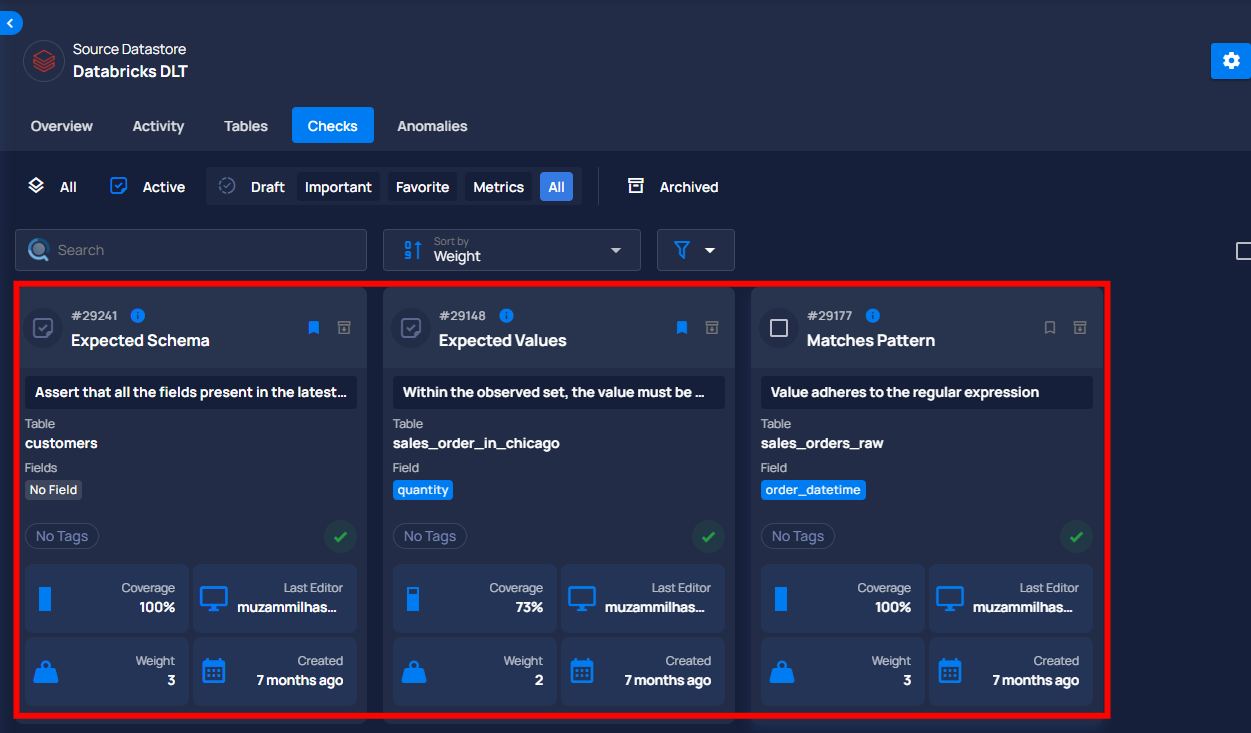 Source Datastore
Databricks DLT
Overview
Activity
Tables
Checks
Anomalies
All
Active
Draft
Important
Favorite
Metrics
All
Archived
Search
Sort by
Weight
#29241
Expected Schema
Assert that all the fields present in the latest...
Table
customers
Fields
No Field
No Tags
Coverage
100%
Last Editor
muzammilhas...
Weight
3
Created
7 months ago
#29148
Expected Values
Within the observed set, the value must be ...
Table
sales_order_in_chicago
Field
quantity
No Tags
Coverage
73%
Last Editor
muzammilhas...
Weight
2
Created
7 months ago
#29177
Matches Pattern
Value adheres to the regular expression
Table
sales_orders_raw
Field
order_datetime
No Tags
Coverage
100%
Last Editor
muzammilhas...
Weight
3
Created
7 months ago